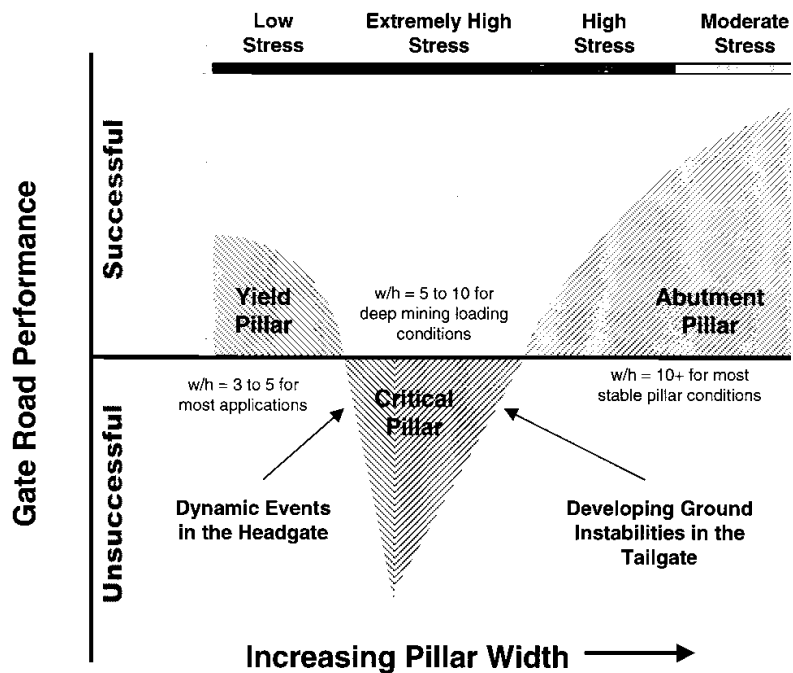 Low
Stress
Extremely High
Stress
High
Stress
Moderate
Stress
Gate Road Performance
Successful
Unsuccessful
Yield
Pillar
w/h = 5 to 10 for
deep mining loading
conditions
Abutment
Pillar
w/h = 3 to 5 for
most applications
Critical
Pillar
w/h = 10+ for most
stable pillar conditions
Dynamic Events
in the Headgate
Developing Ground
Instabilities in the
Tailgate
Increasing Pillar Width